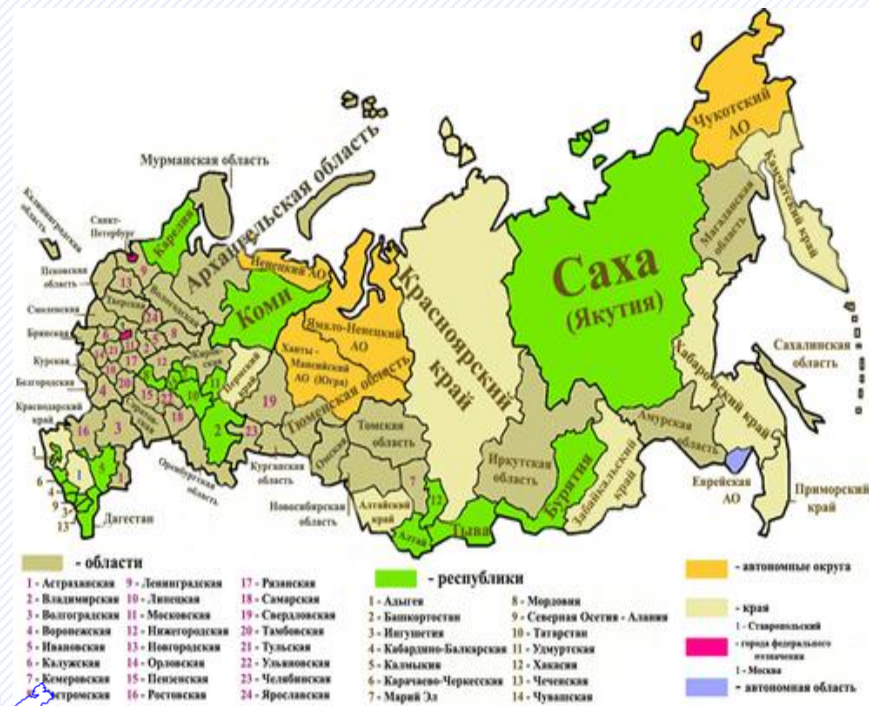 Мурманская область
Архангельская область
Калининградская
область
Санкт-
Петербург
Карелия
Псковская
область
9
13
Смоленская
Тверская
Вологодская
24
Брянская
Курская
Белгородская
Краснодарский
край
Ненецкий АО
Коми
Ямало-Ненецкий
АО
Ханты -
Мансийский
АО (Югра)
Тюменская область
Красноярский
край
Саха
(Якутия)
Чукотский
АО
Камчатский край
Магаданская
область
Сахалинская
область
Хабаровский край
Амурская
область
Еврейская
АО
Приморский
край
Пермский
край
19
Томская
область
Омская
Курганская
область
Оренбургская
область
Новосибирская
область
Алтайский
край
Алтай
Тыва
Иркутская
область
Бурятия
Забайкальский
край
Дагестан
- области
1 - Астраханская
2 - Владимирская
3 - Волгоградская
4 - Воронежская
5 - Ивановская
6 - Калужская
7 - Кемеровская
9 - Ленинградская
10 - Липецкая
11 - Московская
12 - Нижегородская
13 - Новгородская
14 - Орловская
15 - Пензенская
16 - Ростовская
17 - Рязанская
18 - Самарская
19 - Свердловская
20 - Тамбовская
21 - Тульская
22 - Ульяновская
23 - Челябинская
24 - Ярославская
- республики
1 - Адыгея
2 - Башкортостан
3 - Ингушетия
4 - Кабардино-Балкарская
5 - Калмыкия
6 - Карачаево-Черкесская
7 - Марий Эл
8 - Мордовия
9 - Северная Осетия - Алания
10 - Татарстан
11 - Удмуртская
12 - Хакасия
13 - Чеченская
14 - Чувашская
- автономные округа
- края
1 - Ставропольский
- города федерального
значения
1 - Москва
- автономная область